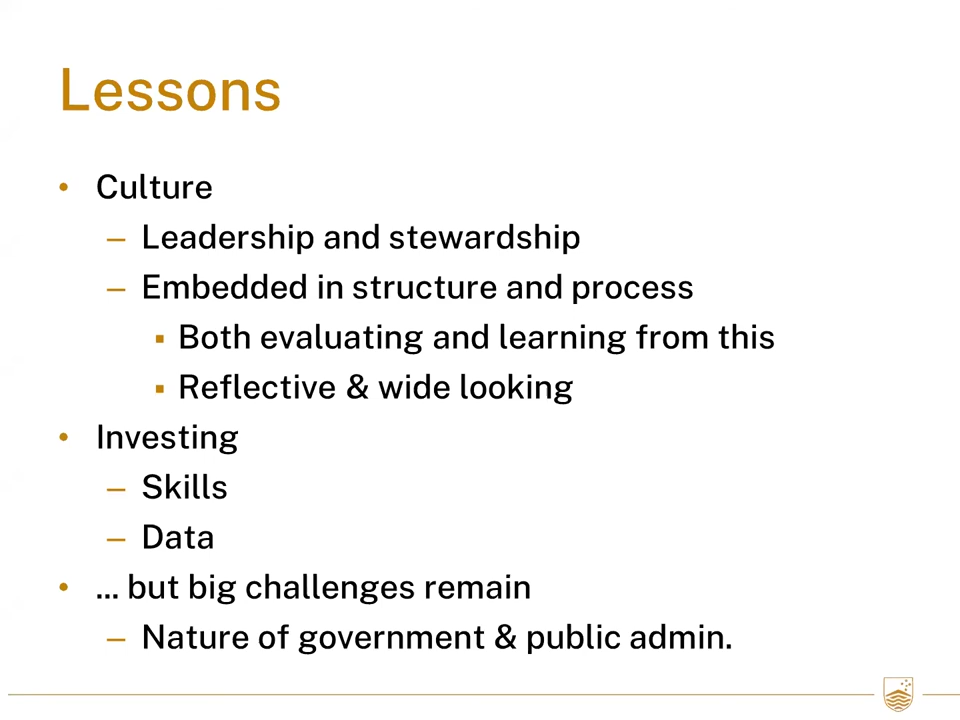 Lessons
• Culture
– Leadership and stewardship
– Embedded in structure and process
▪ Both evaluating and learning from this
▪ Reflective & wide looking
• Investing
– Skills
– Data
• ... but big challenges remain
– Nature of government & public admin.